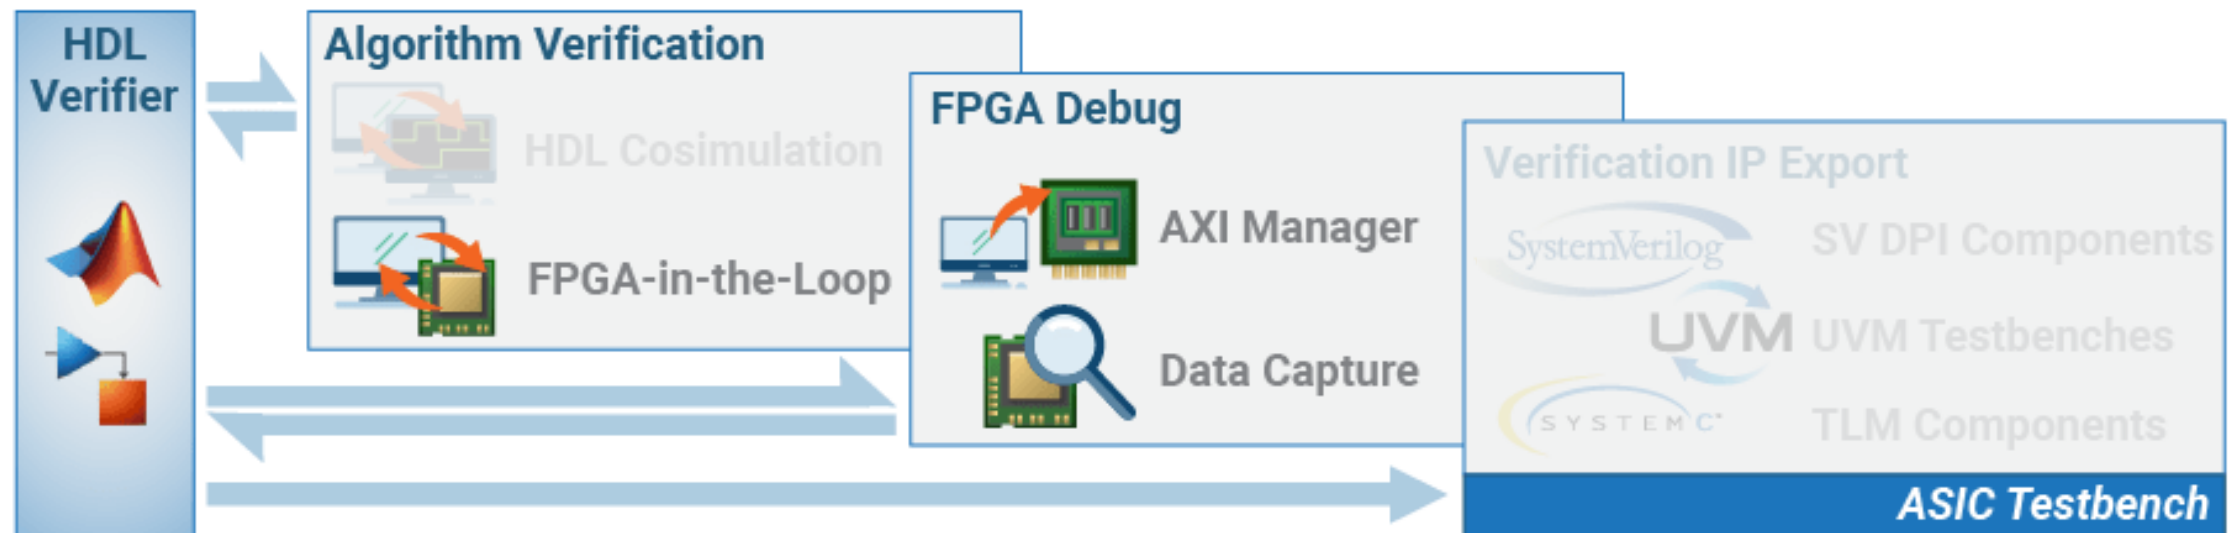 HDL
Verifier
Algorithm Verification
HDL Cosimulation
FPGA-in-the-Loop
FPGA Debug
AXI Manager
Data Capture
Verification IP Export
SystemVerilog
SV DPI Components
UVM
UVM Testbenches
SYSTEM C
TLM Components
ASIC Testbench